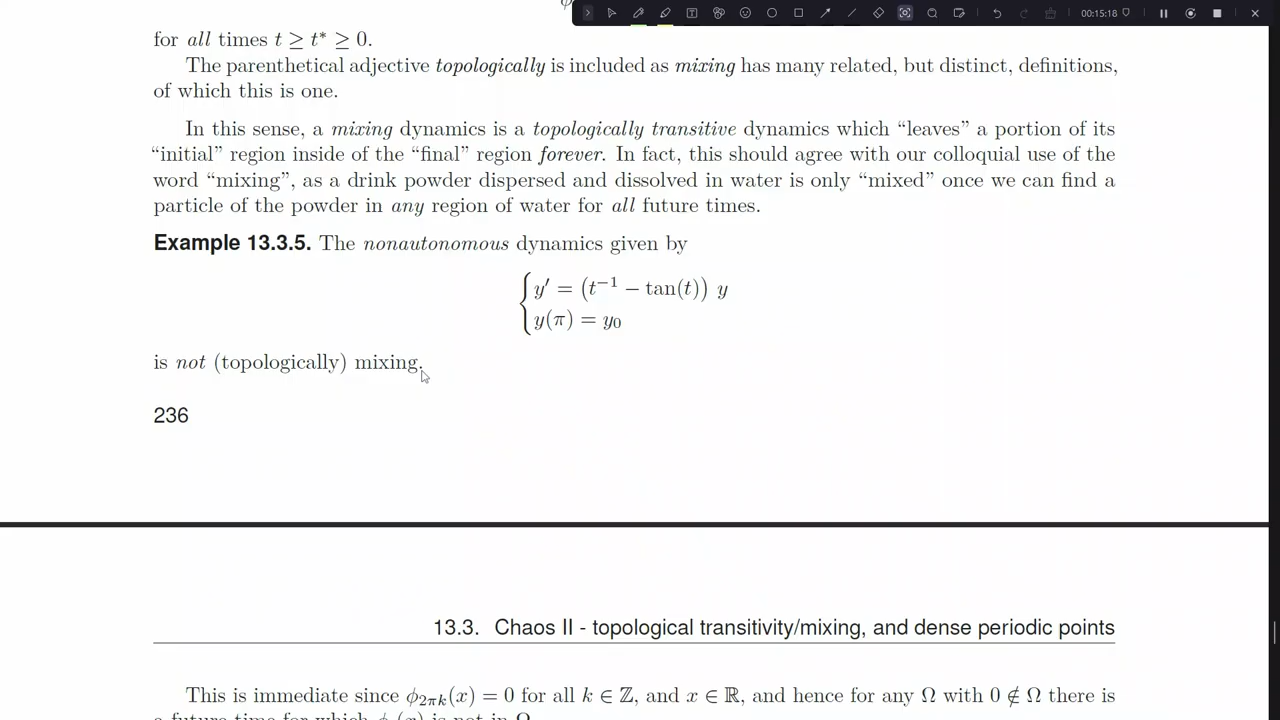 00:15:18
for all times t ≥ t* ≥ 0.
The parenthetical adjective topologically is included as mixing has many related, but distinct, definitions,
of which this is one.
In this sense, a mixing dynamics is a topologically transitive dynamics which “leaves” a portion of its
“initial” region inside of the “final” region forever. In fact, this should agree with our colloquial use of the
word “mixing”, as a drink powder dispersed and dissolved in water is only “mixed” once we can find a
particle of the powder in any region of water for all future times.
Example 13.3.5. The nonautonomous dynamics given by
y′ = (t⁻¹ − tan(t)) y
y(π) = y₀
is not (topologically) mixing.
236
13.3. Chaos II - topological transitivity/mixing, and dense periodic points
This is immediate since ϕ₂πₖ(x) = 0 for all k ∈ ℤ, and x ∈ ℝ, and hence for any Ω with 0 ∉ Ω there is
a future time for which ϕ (x) is not in Ω